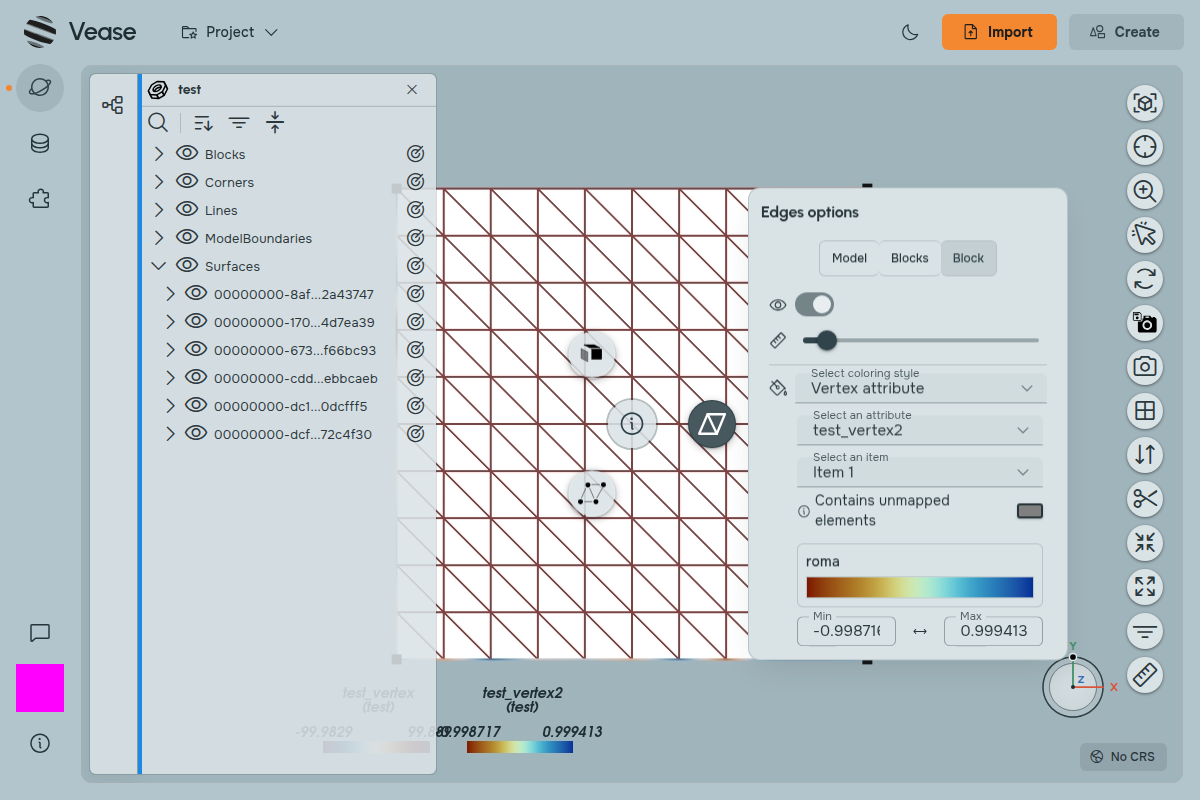 Vease
Project
Import
Create
test
Blocks
Corners
Lines
ModelBoundaries
Surfaces
00000000-8af...2a43747
00000000-170...4d7ea39
00000000-673...f66bc93
00000000-cdd...ebbcaeb
00000000-dc1...0dcfff5
00000000-dcf...72c4f30
Edges options
Model
Blocks
Block
Select coloring style
Vertex attribute
Select an attribute
test_vertex2
Select an item
Item 1
Contains unmapped
elements
roma
Min
Max
-0.998716
0.999413
test_vertex
(test)
-99.9829
test_vertex2
(test)
0.998717
0.999413
Y
Z
X
No CRS